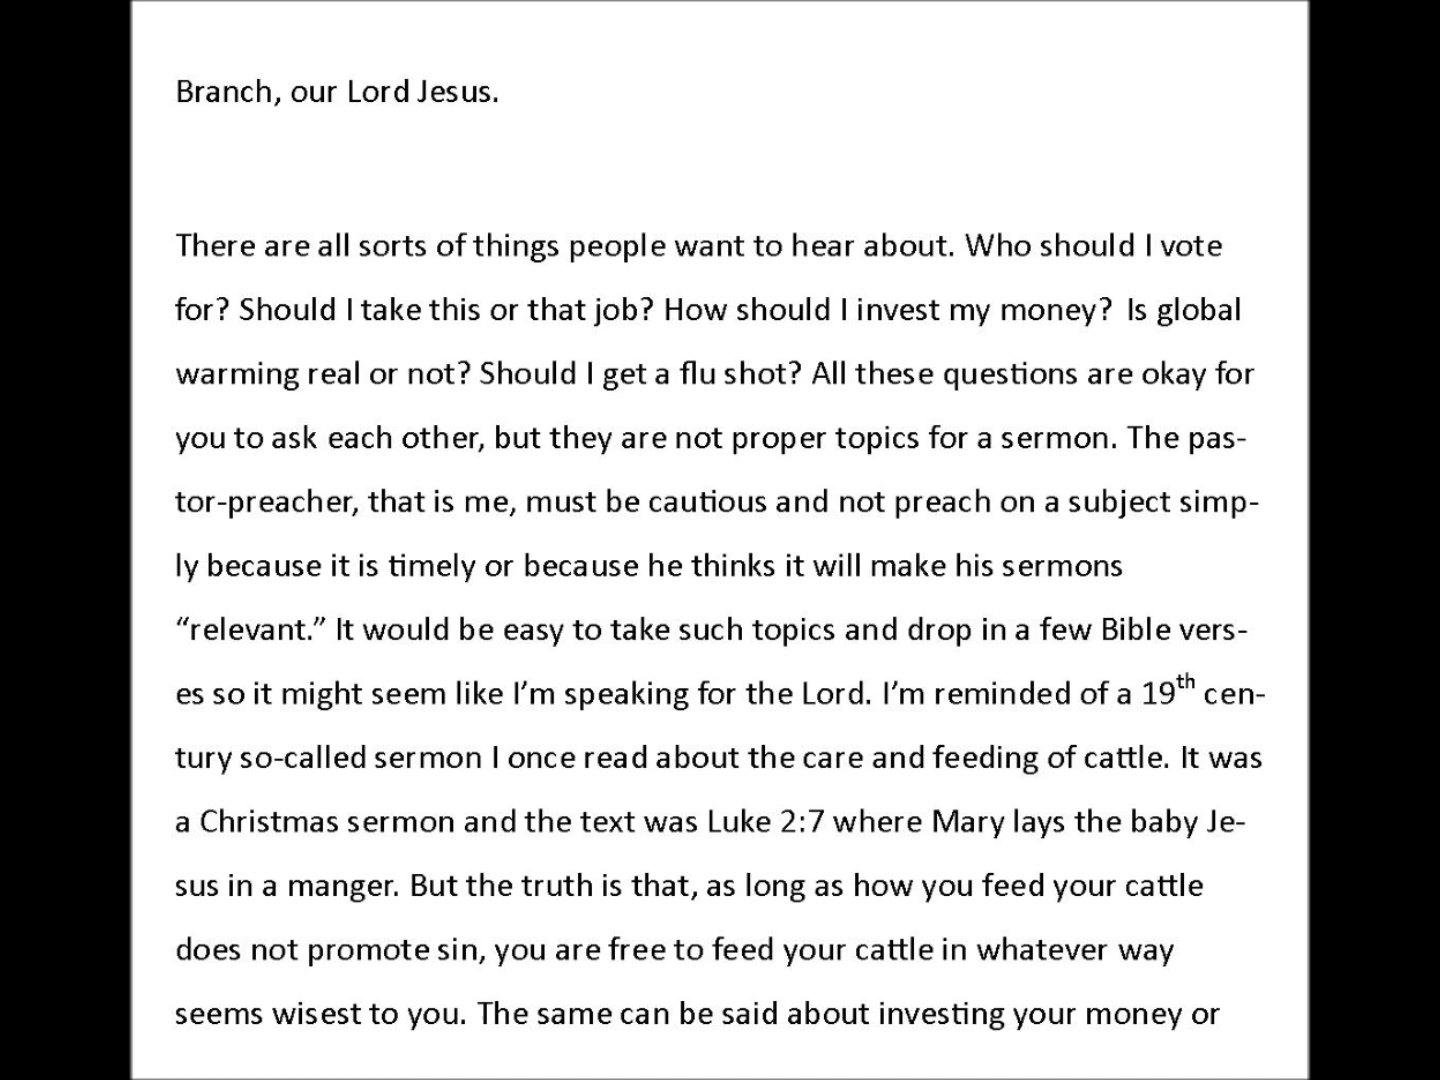 Branch, our Lord Jesus.
There are all sorts of things people want to hear about. Who should I vote
for? Should I take this or that job? How should I invest my money?  Is global
warming real or not? Should I get a flu shot? All these questions are okay for
you to ask each other, but they are not proper topics for a sermon. The pas-
tor-preacher, that is me, must be cautious and not preach on a subject simp-
ly because it is timely or because he thinks it will make his sermons
“relevant.” It would be easy to take such topics and drop in a few Bible vers-
es so it might seem like I’m speaking for the Lord. I’m reminded of a 19th cen-
tury so-called sermon I once read about the care and feeding of cattle. It was
a Christmas sermon and the text was Luke 2:7 where Mary lays the baby Je-
sus in a manger. But the truth is that, as long as how you feed your cattle
does not promote sin, you are free to feed your cattle in whatever way
seems wisest to you. The same can be said about investing your money or